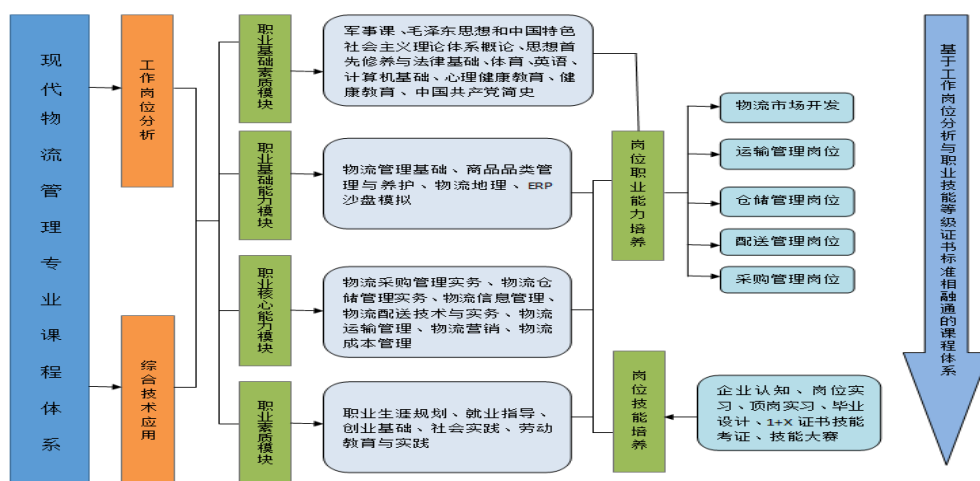 现代物流管理专业课程体系
工作岗位分析
综合技术应用
职业基础素质模块
军事课、毛泽东思想和中国特色
社会主义理论体系概论、思想首
先修养与法律基础、体育、英语、
计算机基础、心理健康教育、健
康教育、中国共产党简史
职业基础能力模块
物流管理基础、商品品类管
理与养护、物流地理、ERP
沙盘模拟
职业核心能力模块
物流采购管理实务、物流仓
储管理实务、物流信息管理、
物流配送技术与实务、物流
运输管理、物流营销、物流
成本管理
职业素质模块
职业生涯规划、就业指导、
创业基础、社会实践、劳动
教育与实践
岗位职业能力培养
物流市场开发
运输管理岗位
仓储管理岗位
配送管理岗位
采购管理岗位
岗位技能培养
企业认知、岗位实
习、顶岗实习、毕业
设计、1+X 证书技能
考证、技能大赛
基于工作岗位分析与职业技能等级证书标准相融通的课程体系